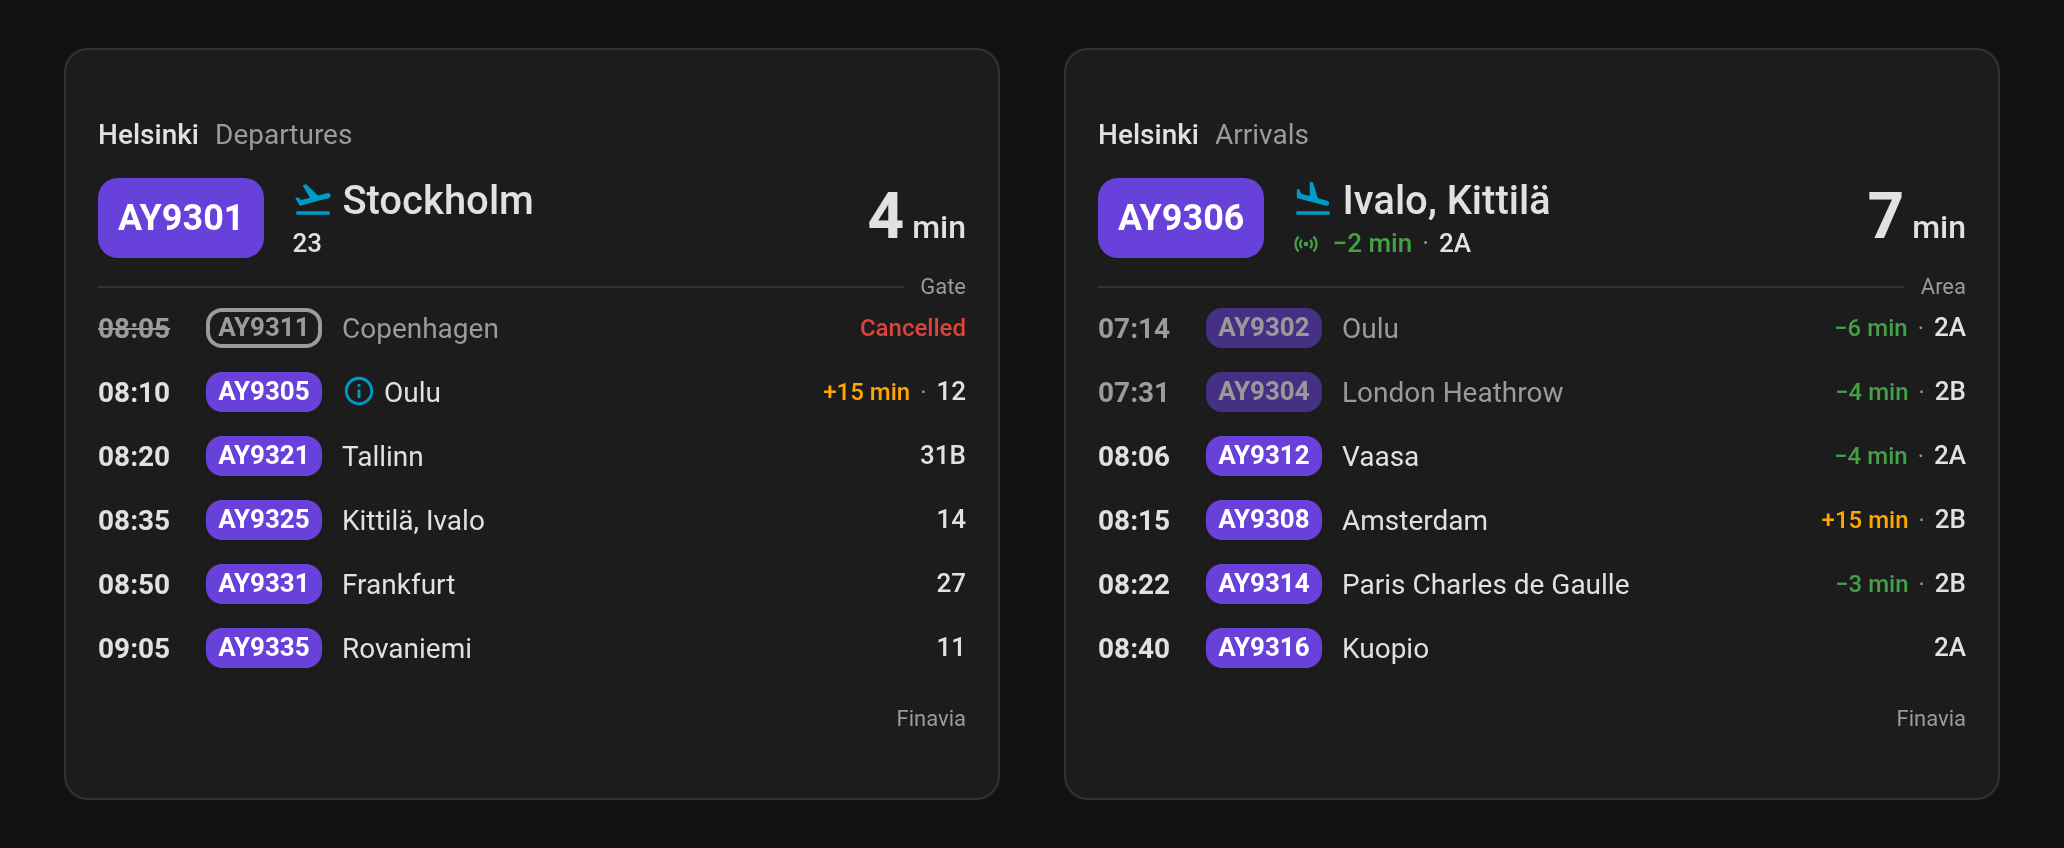 Helsinki Departures
AY9301 Stockholm 4 min
23
Gate
08:05 AY9311 Copenhagen Cancelled
08:10 AY9305 Oulu +15 min · 12
08:20 AY9321 Tallinn 31B
08:35 AY9325 Kittilä, Ivalo 14
08:50 AY9331 Frankfurt 27
09:05 AY9335 Rovaniemi 11
Finavia
Helsinki Arrivals
AY9306 Ivalo, Kittilä 7 min
−2 min · 2A
Area
07:14 AY9302 Oulu −6 min · 2A
07:31 AY9304 London Heathrow −4 min · 2B
08:06 AY9312 Vaasa −4 min · 2A
08:15 AY9308 Amsterdam +15 min · 2B
08:22 AY9314 Paris Charles de Gaulle −3 min · 2B
08:40 AY9316 Kuopio 2A
Finavia